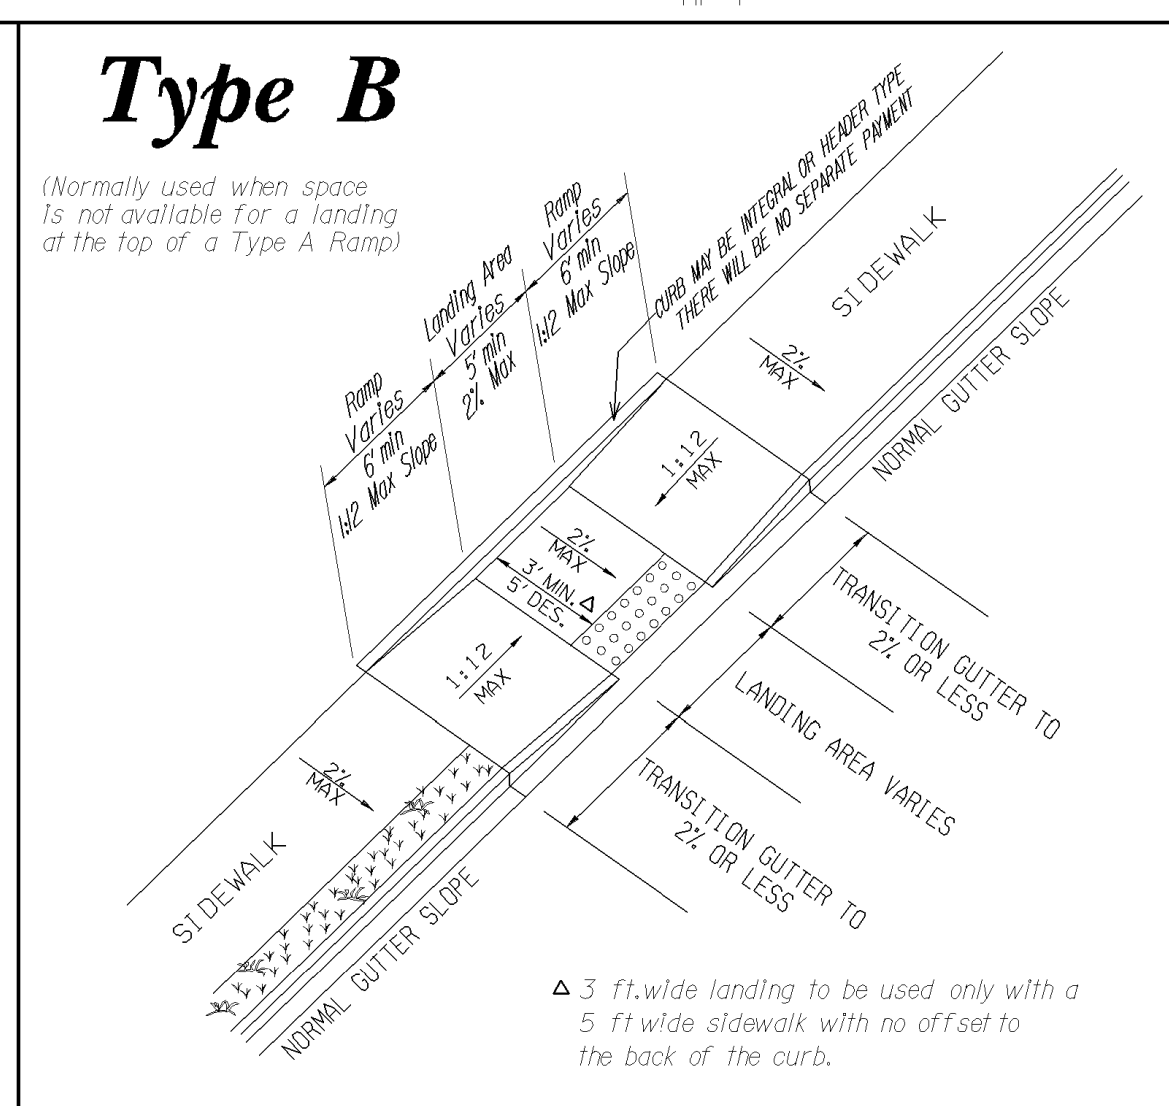 Type B
(Normally used when space
is not available for a landing
at the top of a Type A Ramp)
Ramp
Varies
6' min
1:12 Max Slope
Landing Area
Varies
5' min
2% Max
Ramp
Varies
6' min
1:12 Max Slope
CURB MAY BE INTEGRAL OR HEADER TYPE
THERE WILL BE NO SEPARATE PAYMENT
SIDEWALK
2%
MAX
NORMAL GUTTER SLOPE
1:12
MAX
2%
MAX
3' MIN. Δ
5' DES.
1:12
MAX
TRANSITION GUTTER TO
2% OR LESS
LANDING AREA VARIES
TRANSITION GUTTER TO
2% OR LESS
2%
MAX
SIDEWALK
NORMAL GUTTER SLOPE
Δ 3 ft.wide landing to be used only with a
5 ft wide sidewalk with no offset to
the back of the curb.